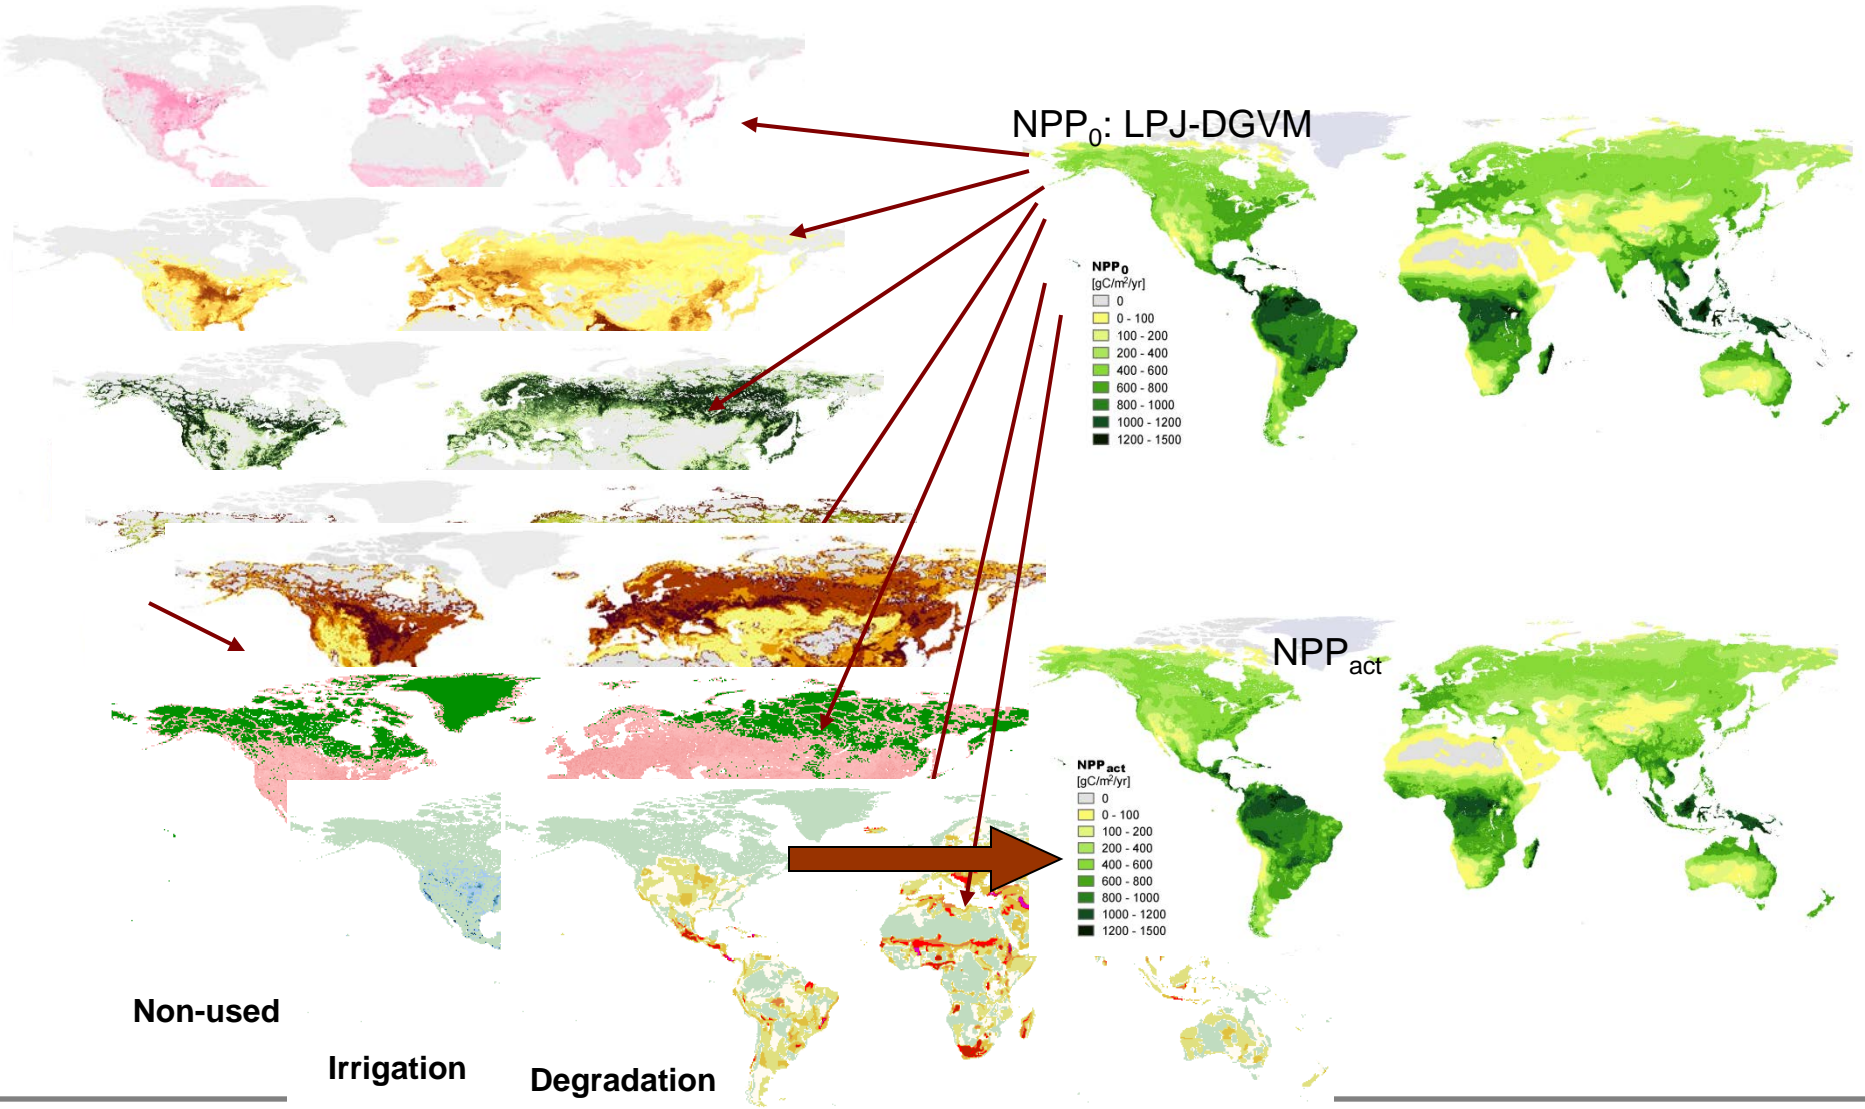 NPP₀: LPJ-DGVM
NPP₀
[gC/m²/yr]
0
0 - 100
100 - 200
200 - 400
400 - 600
600 - 800
800 - 1000
1000 - 1200
1200 - 1500
NPPact
NPPact
[gC/m²/yr]
0
0 - 100
100 - 200
200 - 400
400 - 600
600 - 800
800 - 1000
1000 - 1200
1200 - 1500
Non-used
Irrigation
Degradation